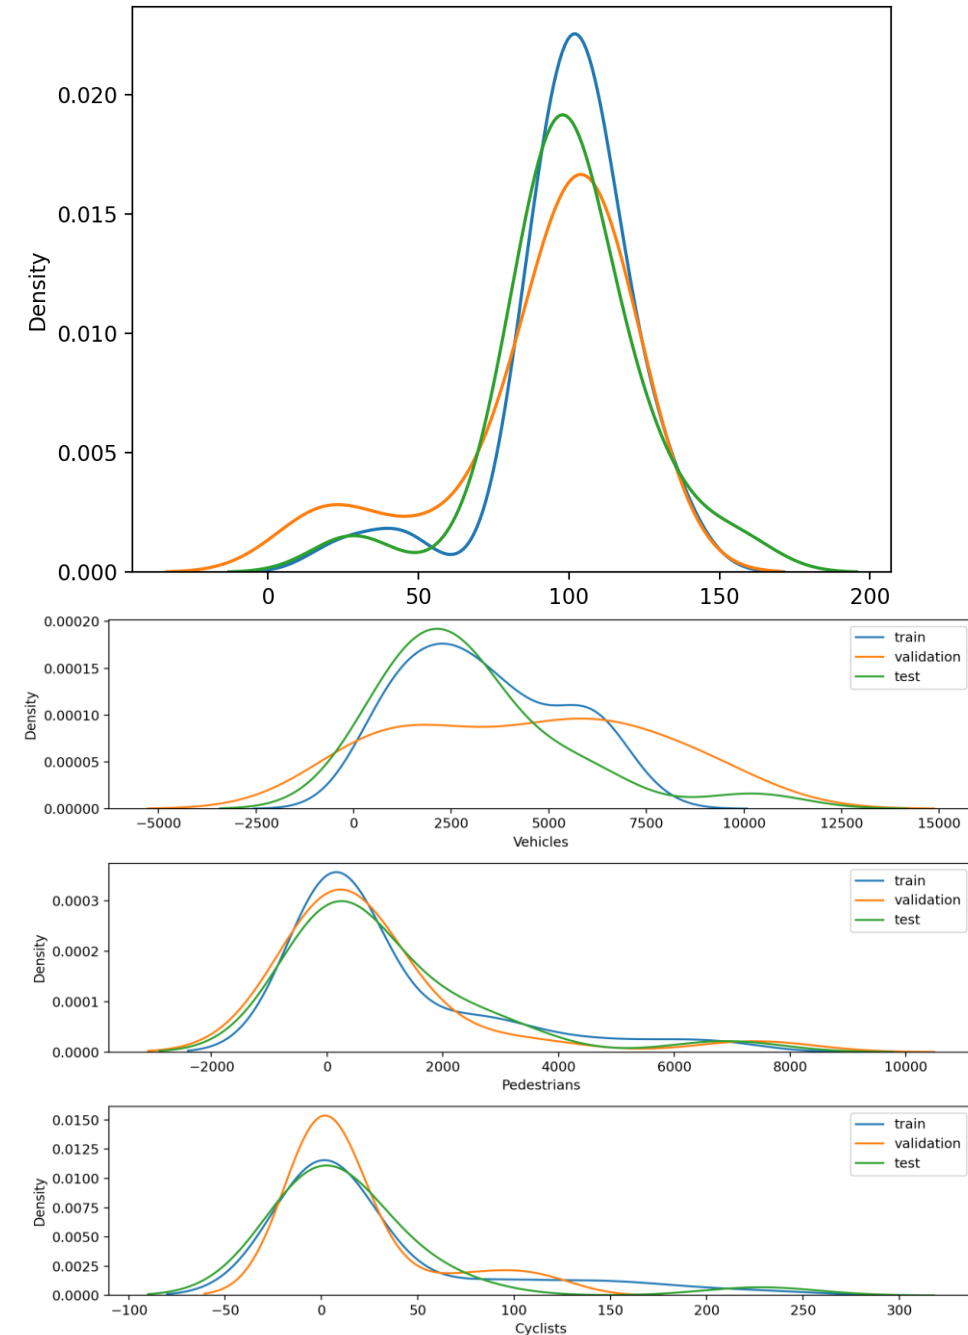 Density
0.020
0.015
0.010
0.005
0.000
0 50 100 150 200
Density
0.00020
0.00015
0.00010
0.00005
0.00000
train
validation
test
−5000 −2500 0 2500 5000 7500 10000 12500 15000
Vehicles
Density
0.0003
0.0002
0.0001
0.0000
train
validation
test
−2000 0 2000 4000 6000 8000 10000
Pedestrians
Density
0.0150
0.0125
0.0100
0.0075
0.0050
0.0025
0.0000
train
validation
test
−100 −50 0 50 100 150 200 250 300
Cyclists